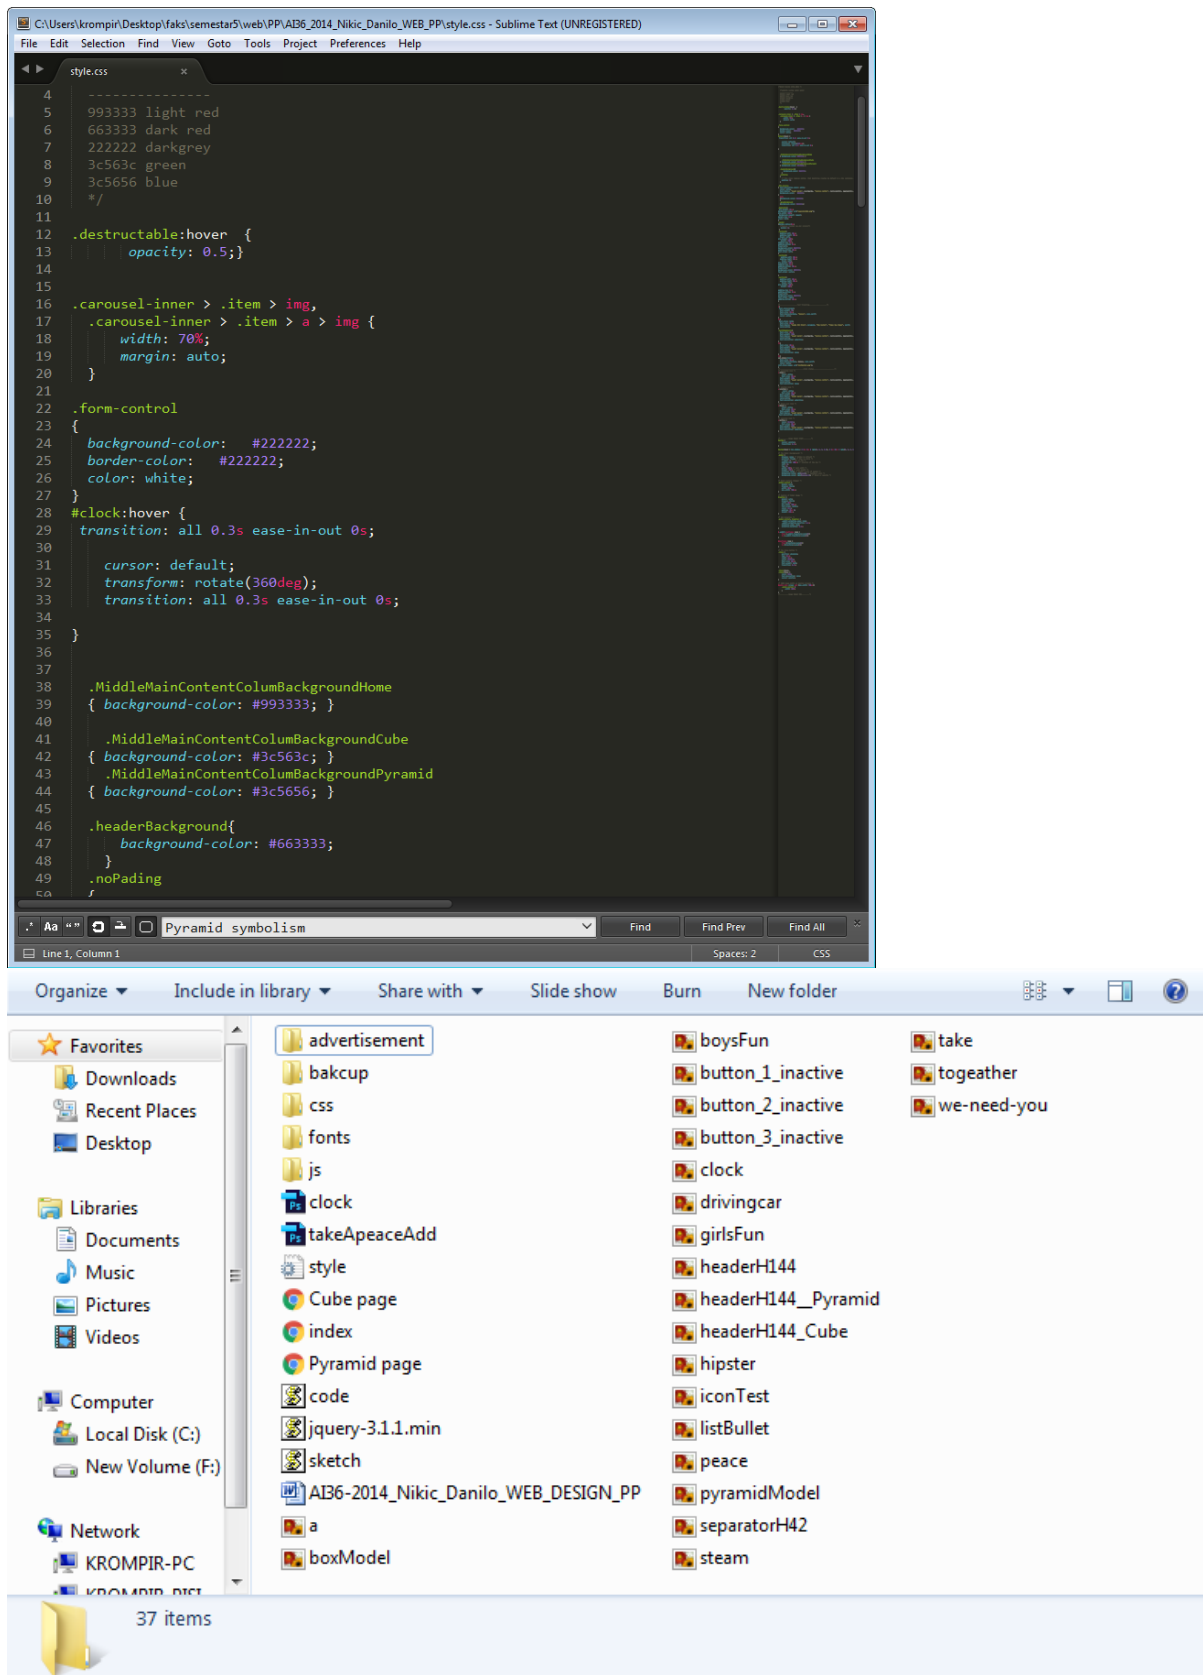 C:\Users\krompir\Desktop\faks\semestar5\web\PP\AI36_2014_Nikic_Danilo_WEB_PP\style.css - Sublime Text (UNREGISTERED)
File Edit Selection Find View Goto Tools Project Preferences Help
style.css
4 ---------------
5 993333 light red
6 663333 dark red
7 222222 darkgrey
8 3c563c green
9 3c5656 blue
10 */
11
12 .destructable:hover {
13 opacity: 0.5;}
14
15
16 .carousel-inner > .item > img,
17 .carousel-inner > .item > a > img {
18 width: 70%;
19 margin: auto;
20 }
21
22 .form-control
23 {
24 background-color: #222222;
25 border-color: #222222;
26 color: white;
27 }
28 #clock:hover {
29 transition: all 0.3s ease-in-out 0s;
30
31 cursor: default;
32 transform: rotate(360deg);
33 transition: all 0.3s ease-in-out 0s;
34
35 }
36
37
38 .MiddleMainContentColumBackgroundHome
39 { background-color: #993333; }
40
41 .MiddleMainContentColumBackgroundCube
42 { background-color: #3c563c; }
43 .MiddleMainContentColumBackgroundPyramid
44 { background-color: #3c5656; }
45
46 .headerBackground{
47 background-color: #663333;
48 }
49 .noPading
50 {
.* Aa “” Pyramid symbolism Find Find Prev Find All
Line 1, Column 1 Spaces: 2 CSS
Organize Include in library Share with Slide show Burn New folder
Favorites
Downloads
Recent Places
Desktop
Libraries
Documents
Music
Pictures
Videos
Computer
Local Disk (C:)
New Volume (F:)
Network
KROMPIR-PC
KROMPIR-PISI
advertisement
bakcup
css
fonts
js
clock
takeApeaceAdd
style
Cube page
index
Pyramid page
code
jquery-3.1.1.min
sketch
AI36-2014_Nikic_Danilo_WEB_DESIGN_PP
a
boxModel
boysFun
button_1_inactive
button_2_inactive
button_3_inactive
clock
drivingcar
girlsFun
headerH144
headerH144__Pyramid
headerH144_Cube
hipster
iconTest
listBullet
peace
pyramidModel
separatorH42
steam
take
togeather
we-need-you
37 items